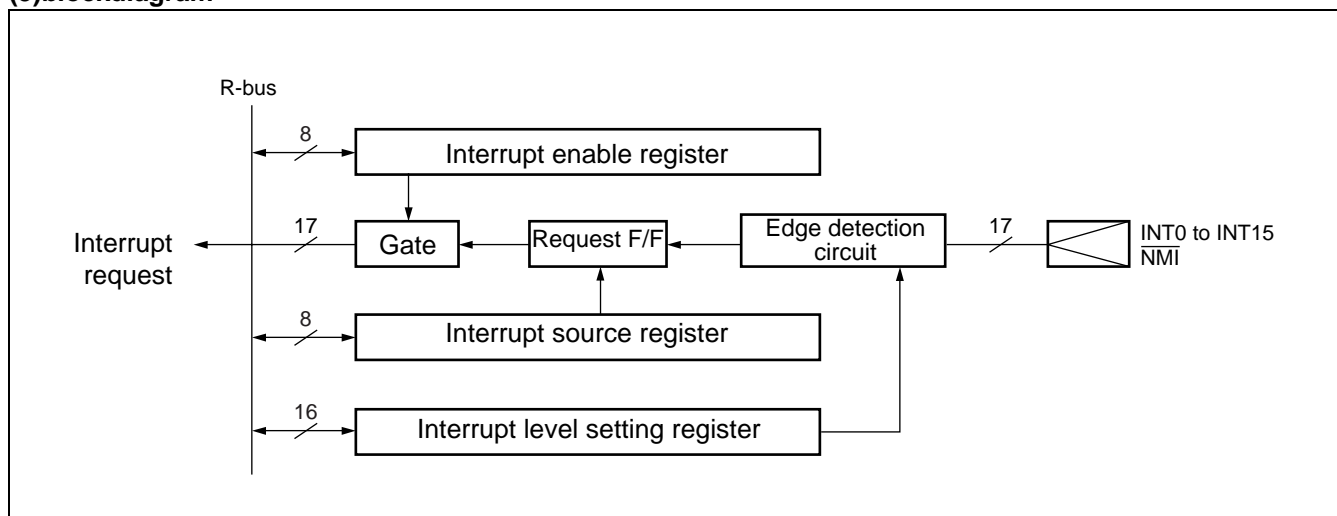 R-bus
8
Interrupt enable register
17
Interrupt
request
Gate
Request F/F
Edge detection
circuit
17
INT0 to INT15
NMI
8
Interrupt source register
16
Interrupt level setting register